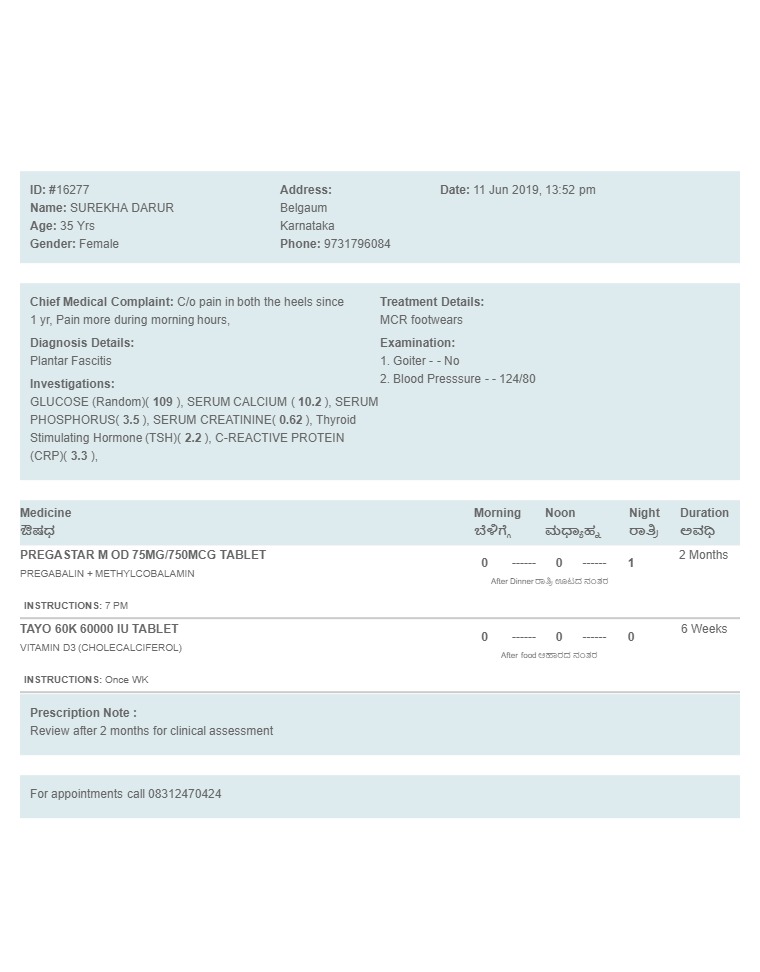 ID: #16277
Name: SUREKHA DARUR
Age: 35 Yrs
Gender: Female
Address:
Belgaum
Karnataka
Phone: 9731796084
Date: 11 Jun 2019, 13:52 pm
Chief Medical Complaint: C/o pain in both the heels since
1 yr, Pain more during morning hours,
Diagnosis Details:
Plantar Fascitis
Investigations:
GLUCOSE (Random)( 109 ), SERUM CALCIUM ( 10.2 ), SERUM
PHOSPHORUS( 3.5 ), SERUM CREATININE( 0.62 ), Thyroid
Stimulating Hormone (TSH)( 2.2 ), C-REACTIVE PROTEIN
(CRP)( 3.3 ),
Treatment Details:
MCR footwears
Examination:
1. Goiter - - No
2. Blood Presssure - - 124/80
Medicine Morning Noon Night Duration
ಔಷಧ ಬೆಳಿಗ್ಗೆ ಮಧ್ಯಾಹ್ನ ರಾತ್ರಿ ಅವಧಿ
PREGASTAR M OD 75MG/750MCG TABLET 0 ------ 0 ------ 1 2 Months
PREGABALIN + METHYLCOBALAMIN
After Dinner ರಾತ್ರಿ ಊಟದ ನಂತರ
INSTRUCTIONS: 7 PM
TAYO 60K 60000 IU TABLET 0 ------ 0 ------ 0 6 Weeks
VITAMIN D3 (CHOLECALCIFEROL)
After food ಆಹಾರದ ನಂತರ
INSTRUCTIONS: Once WK
Prescription Note :
Review after 2 months for clinical assessment
For appointments call 08312470424